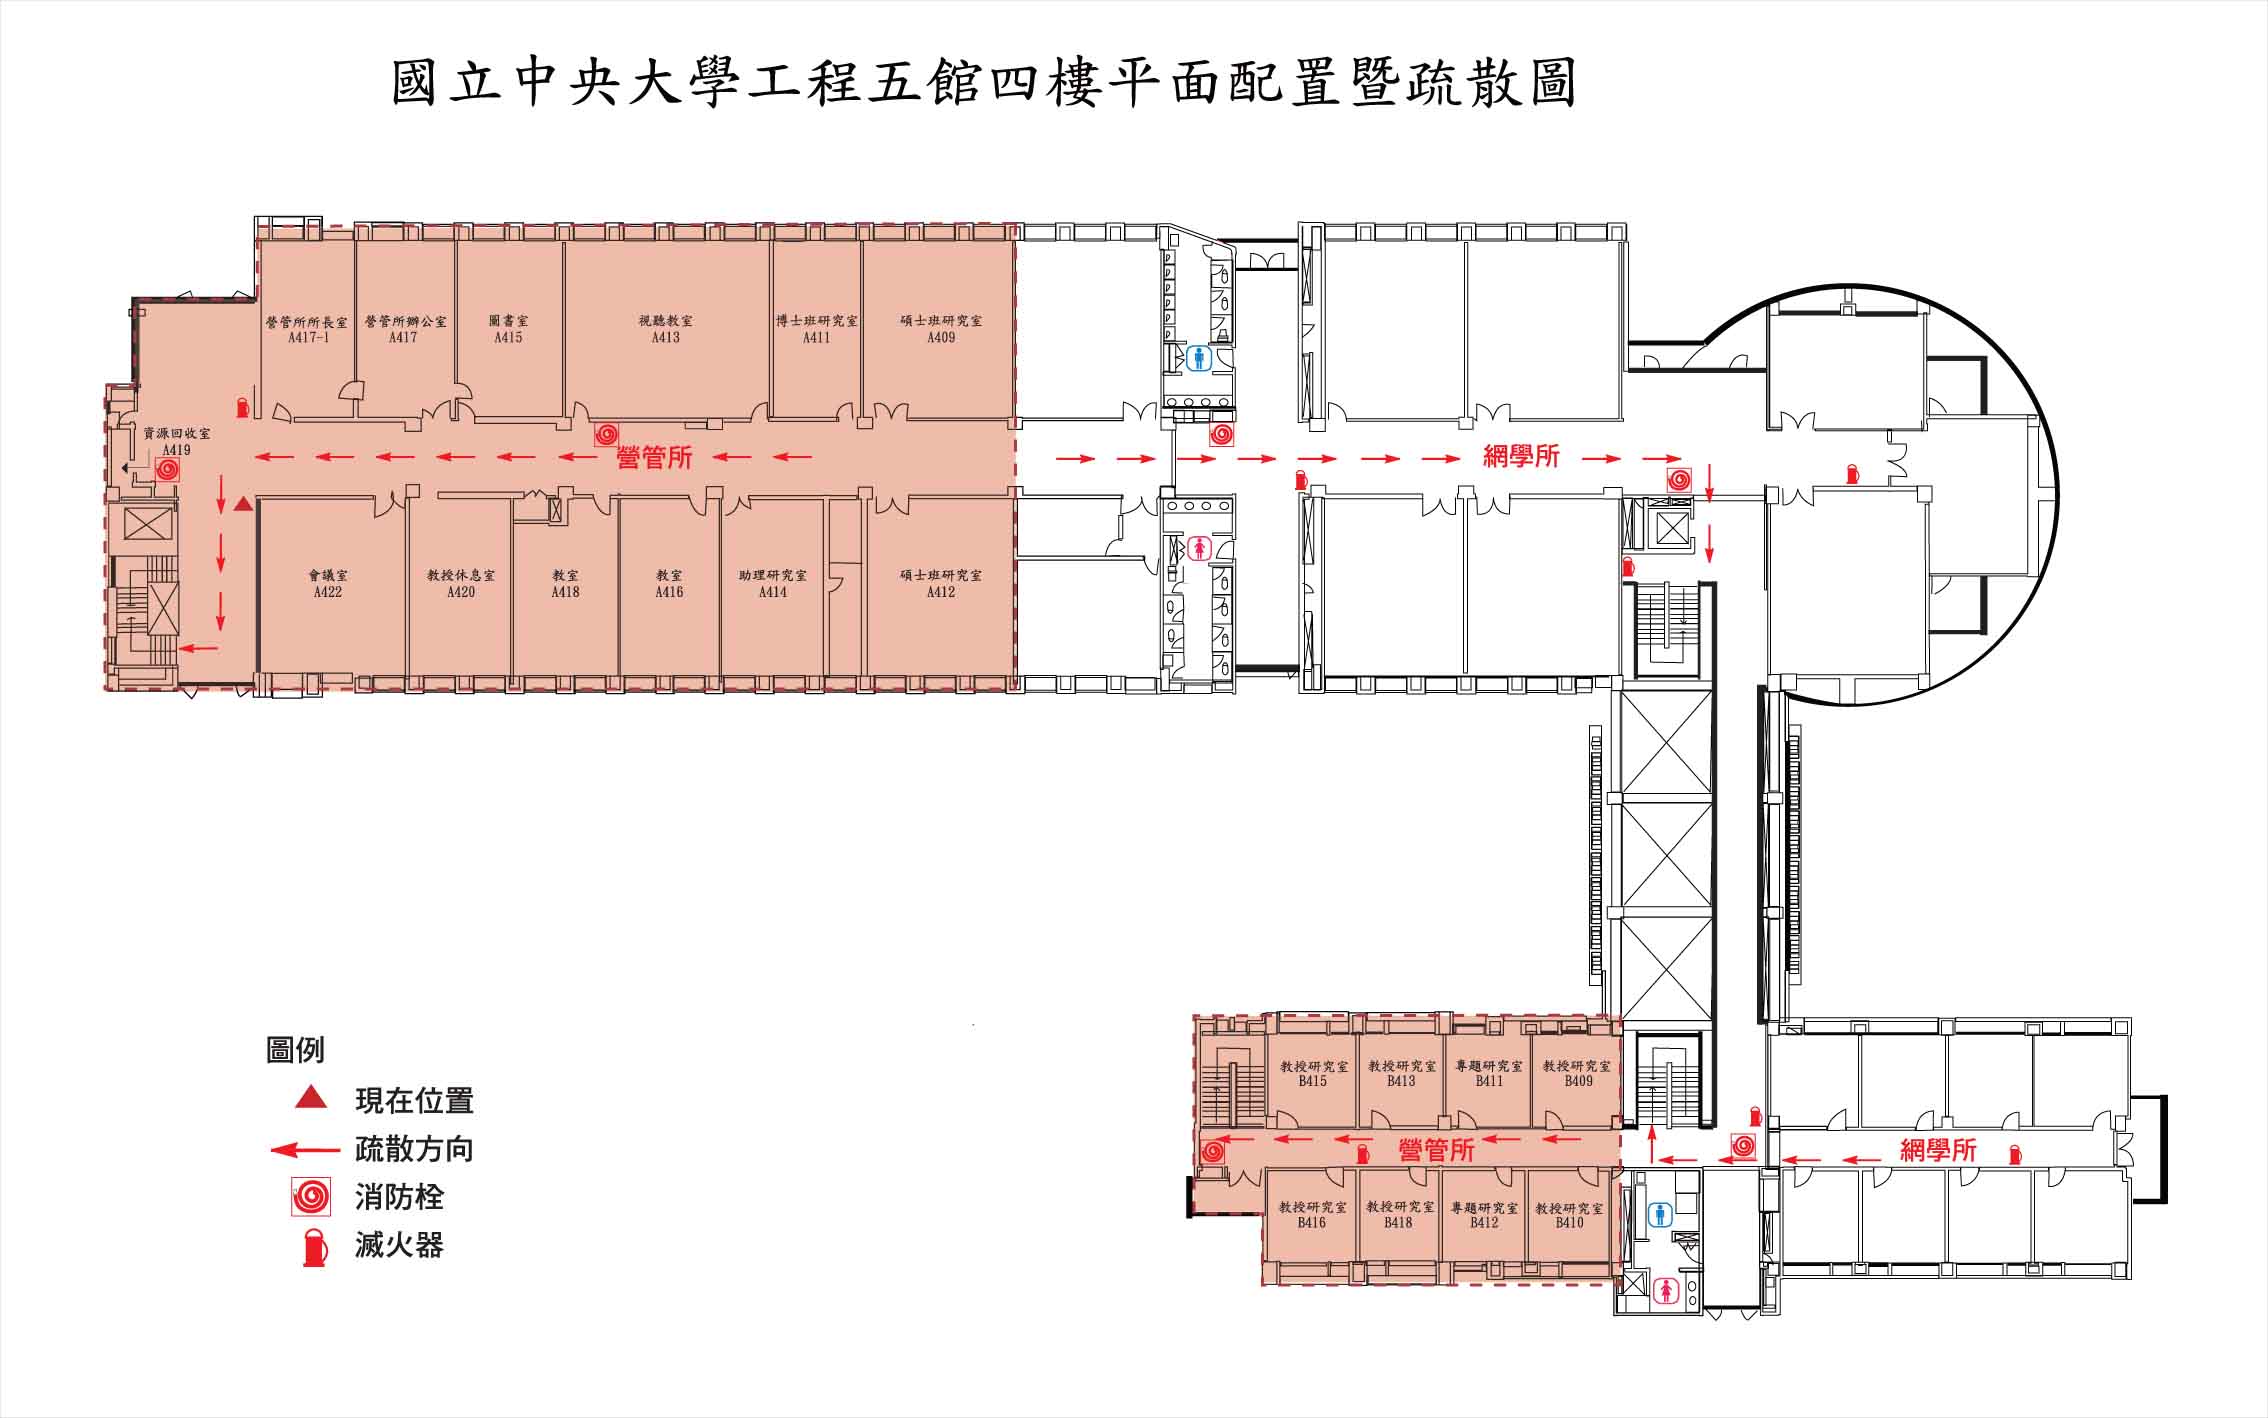 國立中央大學工程五館四樓平面配置暨疏散圖
營管所所長室
A417-1
營管所辦公室
A417
圖書室
A415
視聽教室
A413
博士班研究室
A411
碩士班研究室
A409
資源回收室
A419
營管所
網學所
會議室
A422
教授休息室
A420
教室
A418
教室
A416
助理研究室
A414
碩士班研究室
A412
教授研究室
B415
教授研究室
B413
專題研究室
B411
教授研究室
B409
營管所
網學所
教授研究室
B416
教授研究室
B418
專題研究室
B412
教授研究室
B410
圖例
現在位置
疏散方向
消防栓
滅火器